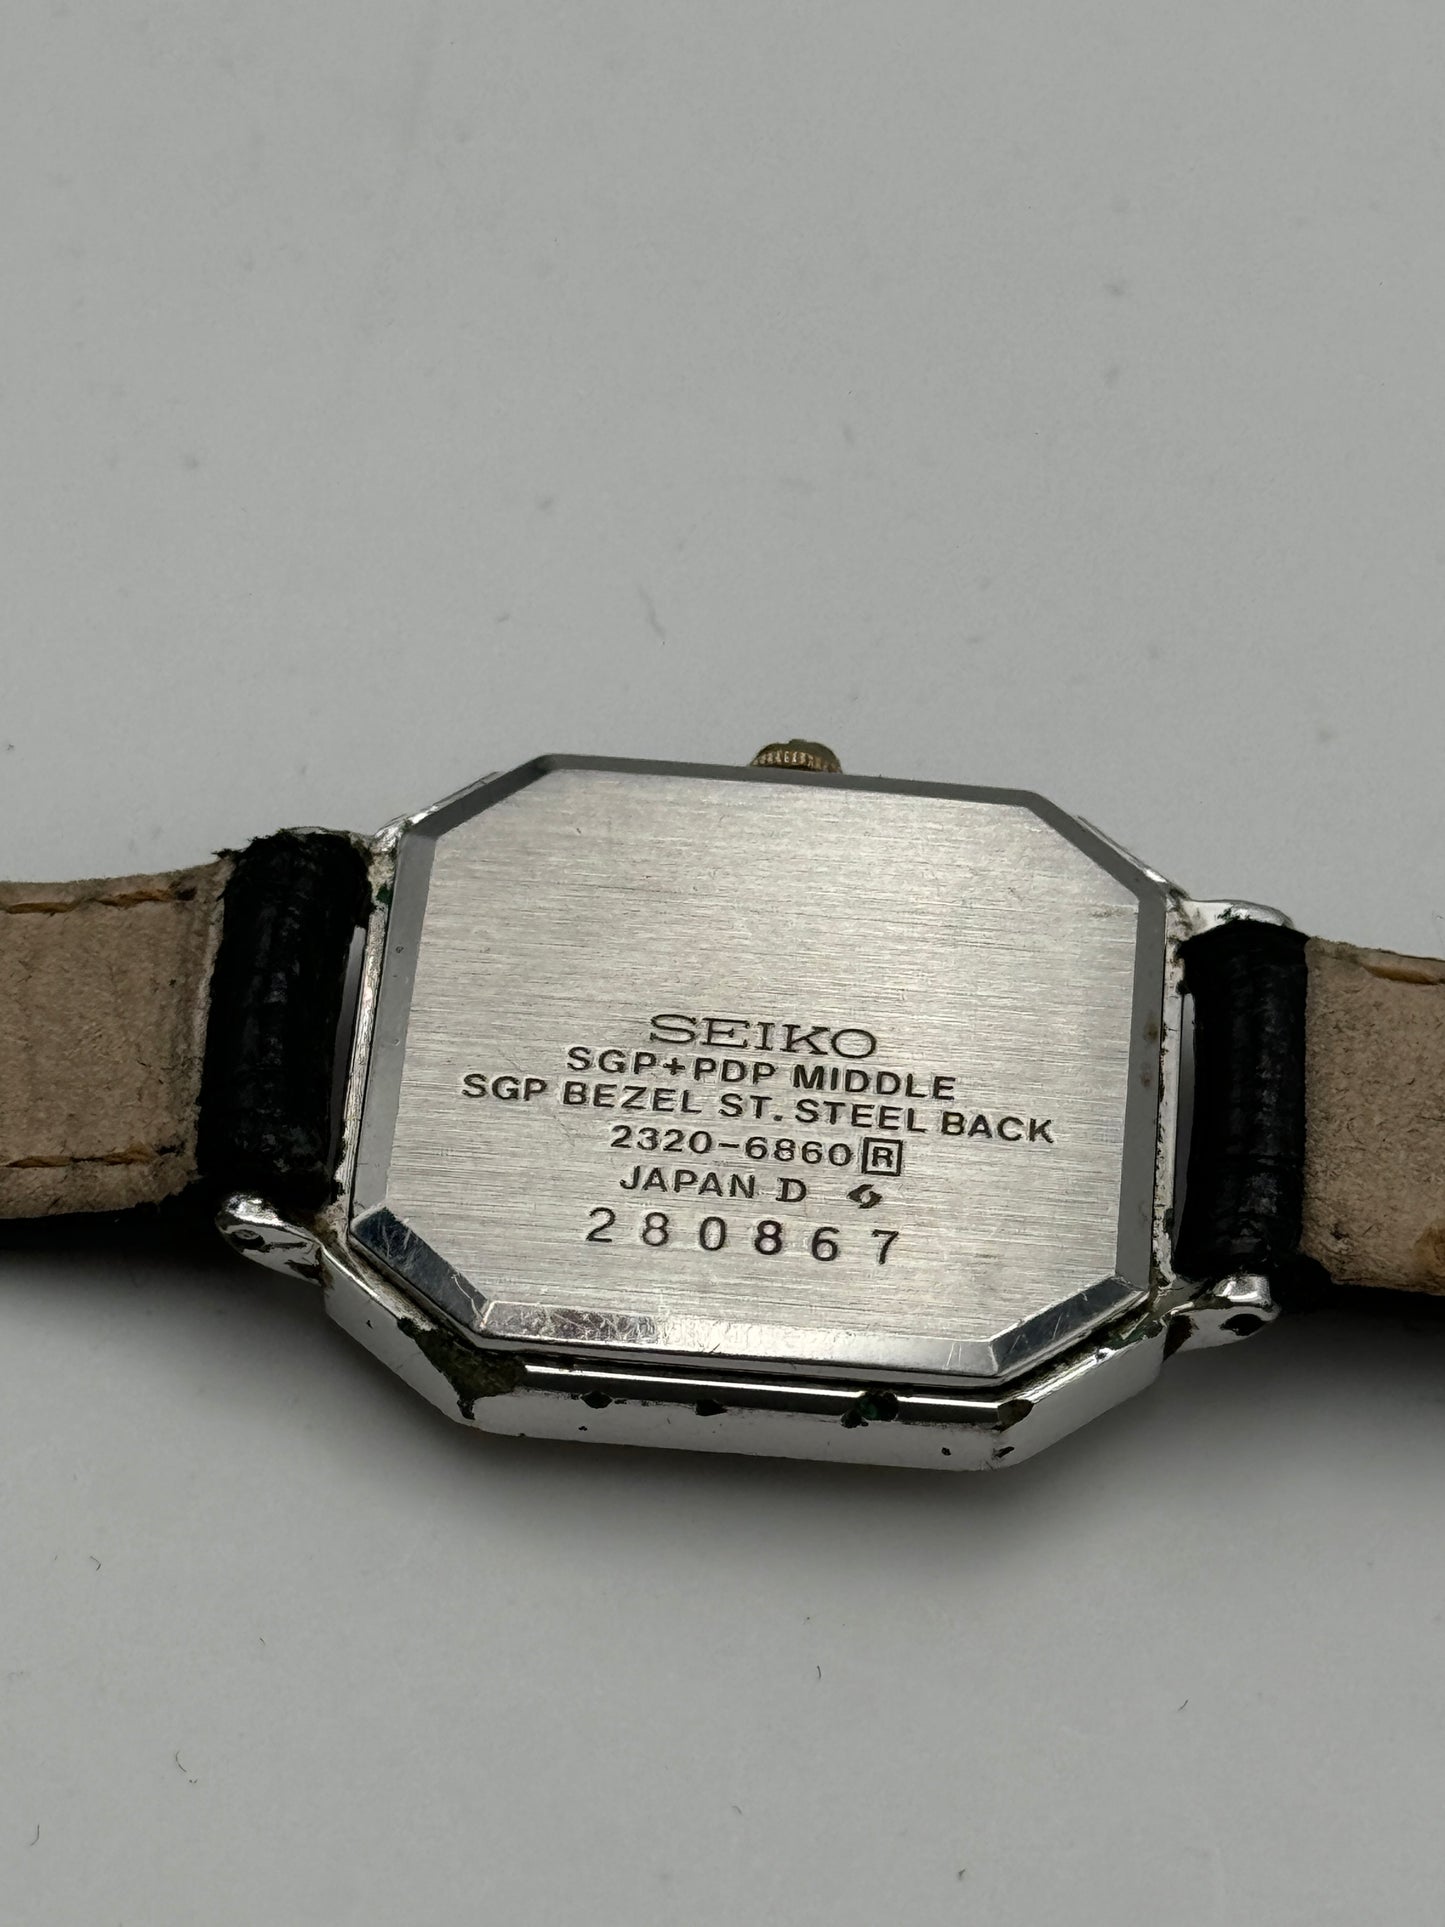 SEIKO
SGP+PDP MIDDLE
SGP BEZEL ST. STEEL BACK
2320-6860 R
JAPAN D
280867